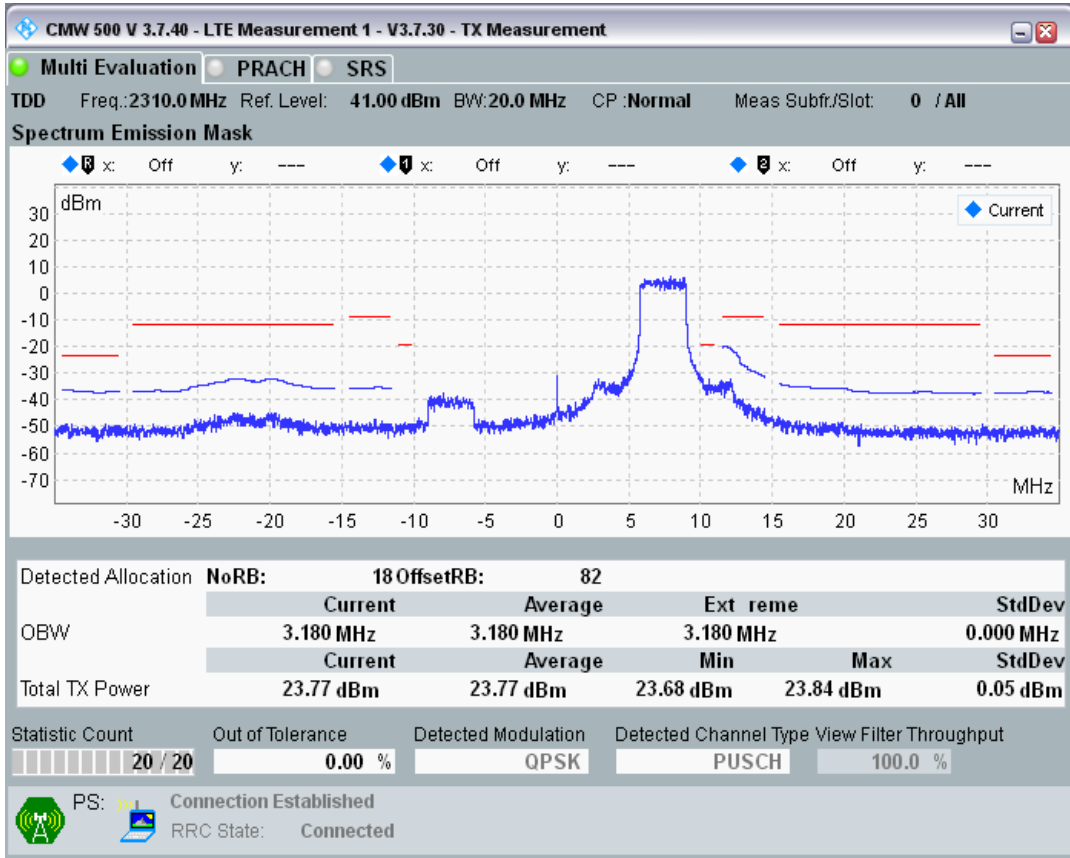 CMW 500 V 3.7.40 - LTE Measurement 1 - V3.7.30 - TX Measurement
Multi Evaluation PRACH SRS
TDD Freq.:2310.0 MHz Ref. Level: 41.00 dBm BW:20.0 MHz CP :Normal Meas Subfr./Slot: 0 / All
Spectrum Emission Mask
R x: Off y: --- 1 x: Off y: --- 2 x: Off y: ---
dBm
Current
30
20
10
0
-10
-20
-30
-40
-50
-60
-70
MHz
-30 -25 -20 -15 -10 -5 0 5 10 15 20 25 30
Detected Allocation NoRB: 18 OffsetRB: 82
Current Average Ext reme StdDev
OBW 3.180 MHz 3.180 MHz 3.180 MHz 0.000 MHz
Current Average Min Max StdDev
Total TX Power 23.77 dBm 23.77 dBm 23.68 dBm 23.84 dBm 0.05 dBm
Statistic Count Out of Tolerance Detected Modulation Detected Channel Type View Filter Throughput
20 / 20 0.00 % QPSK PUSCH 100.0 %
PS: Connection Established
RRC State: Connected